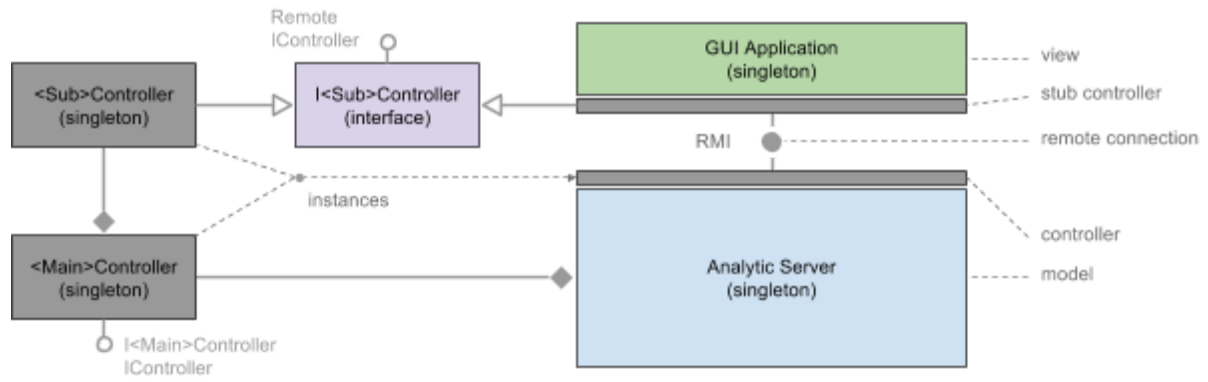 Remote
IController
<Sub>Controller
(singleton)
I<Sub>Controller
(interface)
GUI Application
(singleton)
view
stub controller
RMI
remote connection
instances
<Main>Controller
(singleton)
Analytic Server
(singleton)
controller
model
I<Main>Controller
IController